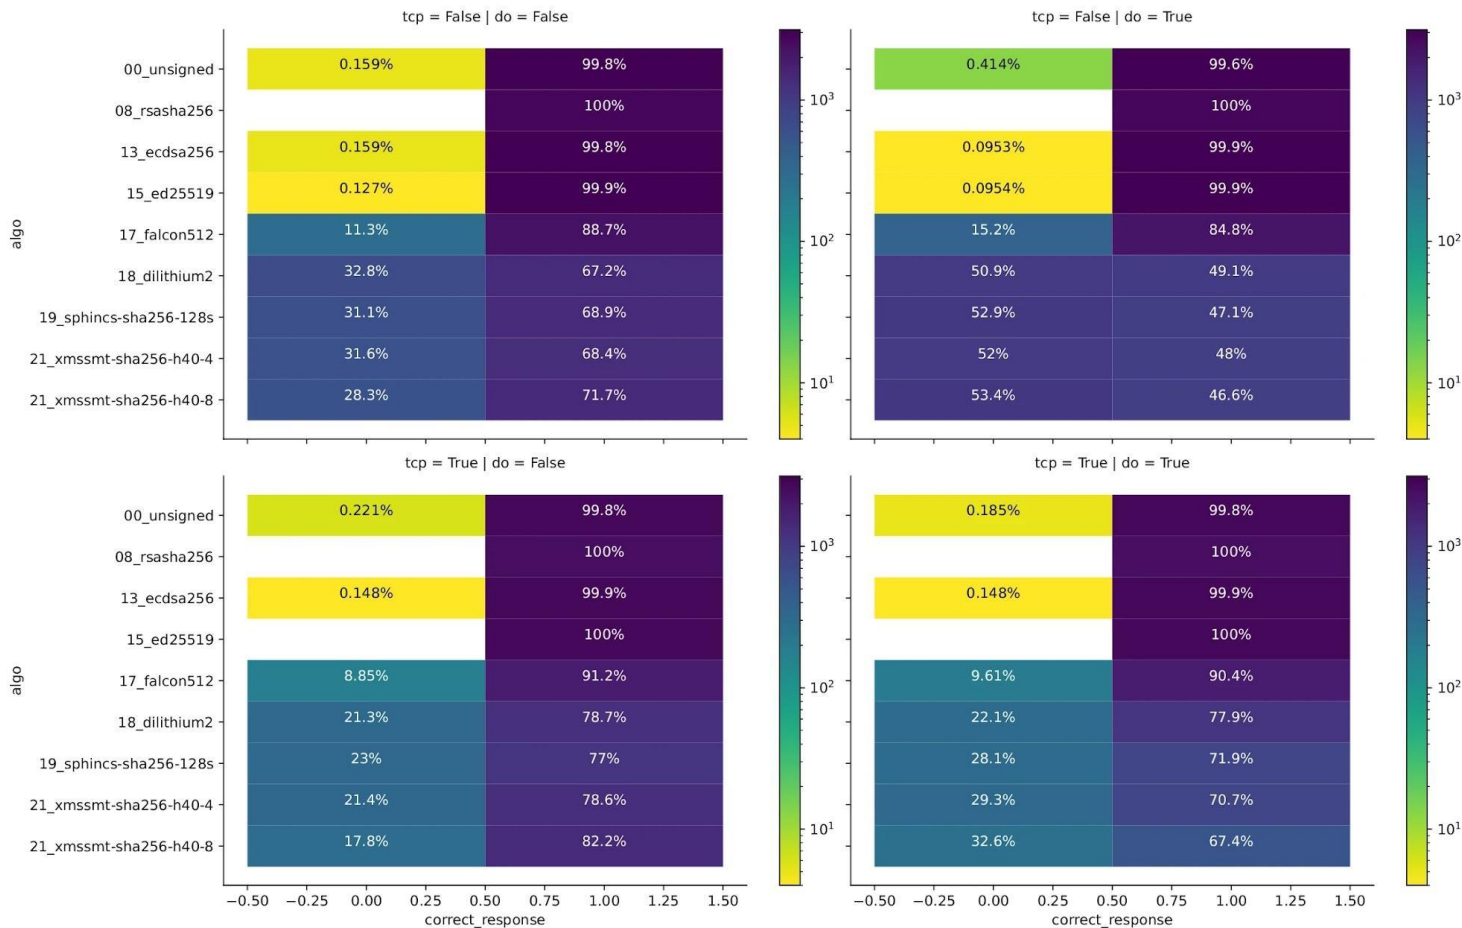 tcp = False | do = False
tcp = False | do = True
algo
00_unsigned 0.159% 99.8% 0.414% 99.6%
08_rsasha256 100% 100%
13_ecdsa256 0.159% 99.8% 0.0953% 99.9%
15_ed25519 0.127% 99.9% 0.0954% 99.9%
17_falcon512 11.3% 88.7% 15.2% 84.8%
18_dilithium2 32.8% 67.2% 50.9% 49.1%
19_sphincs-sha256-128s 31.1% 68.9% 52.9% 47.1%
21_xmssmt-sha256-h40-4 31.6% 68.4% 52% 48%
21_xmssmt-sha256-h40-8 28.3% 71.7% 53.4% 46.6%
10³ 10³
10² 10²
10¹ 10¹
tcp = True | do = False
tcp = True | do = True
algo
00_unsigned 0.221% 99.8% 0.185% 99.8%
08_rsasha256 100% 100%
13_ecdsa256 0.148% 99.9% 0.148% 99.9%
15_ed25519 100% 100%
17_falcon512 8.85% 91.2% 9.61% 90.4%
18_dilithium2 21.3% 78.7% 22.1% 77.9%
19_sphincs-sha256-128s 23% 77% 28.1% 71.9%
21_xmssmt-sha256-h40-4 21.4% 78.6% 29.3% 70.7%
21_xmssmt-sha256-h40-8 17.8% 82.2% 32.6% 67.4%
10³ 10³
10² 10²
10¹ 10¹
−0.50 −0.25 0.00 0.25 0.50 0.75 1.00 1.25 1.50
−0.50 −0.25 0.00 0.25 0.50 0.75 1.00 1.25 1.50
correct_response
correct_response